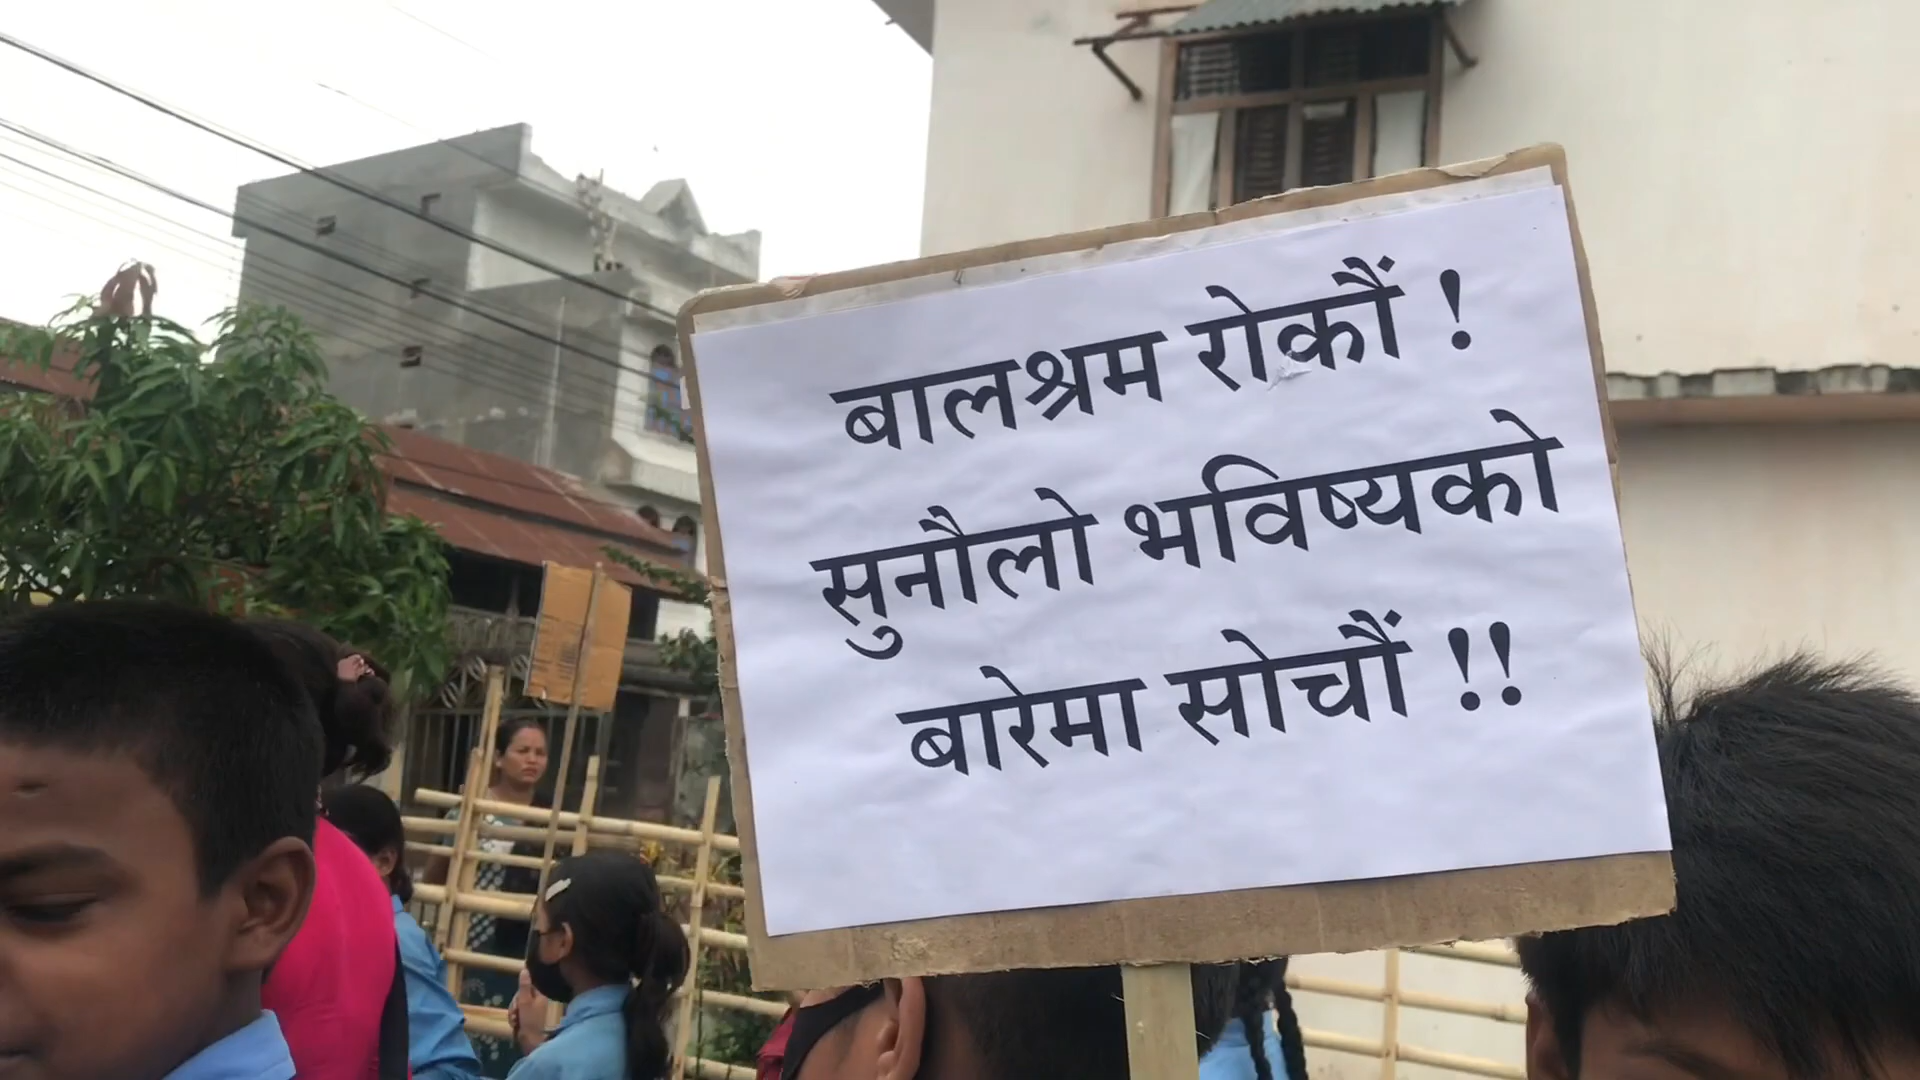 बालश्रम रोकौं !
सुनौलो भविष्यको
बारेमा सोचौं !!